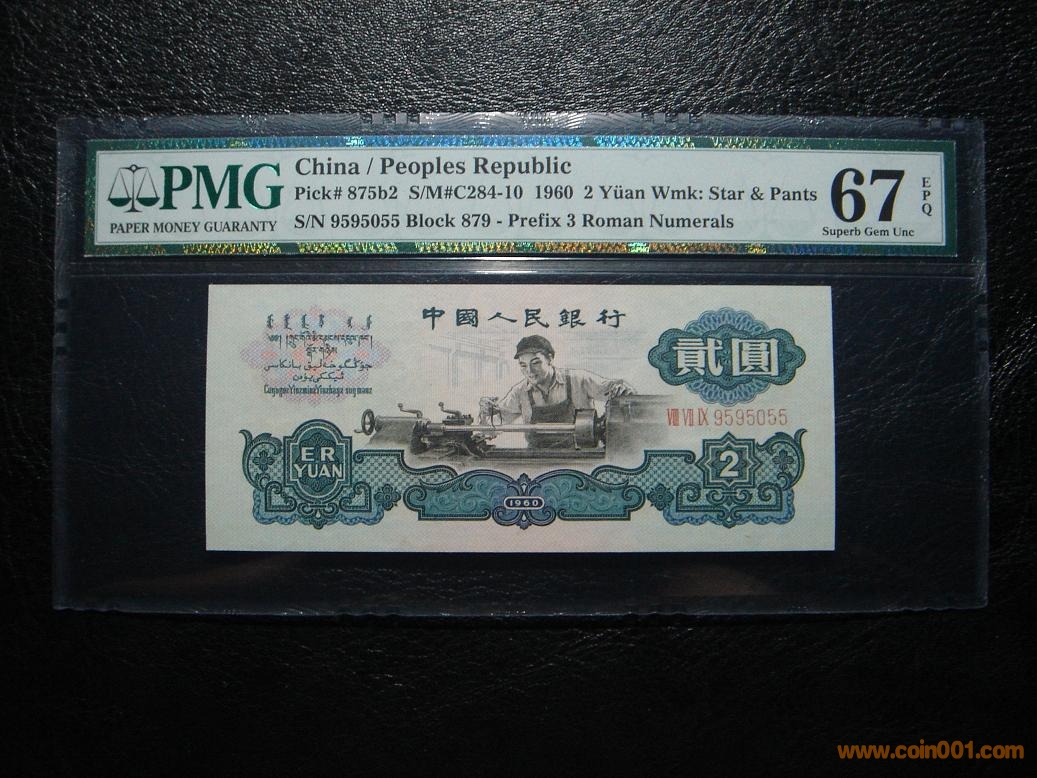 PMG
PAPER MONEY GUARANTY
China / Peoples Republic
Pick# 875b2 S/M#C284-10 1960 2 Yüan Wmk: Star & Pants
S/N 9595055 Block 879 - Prefix 3 Roman Numerals
67
EPQ
Superb Gem Unc
中國人民銀行
貳圓
VIII VII IX 9595055
ER
YUAN
2
1960
www.coin001.com